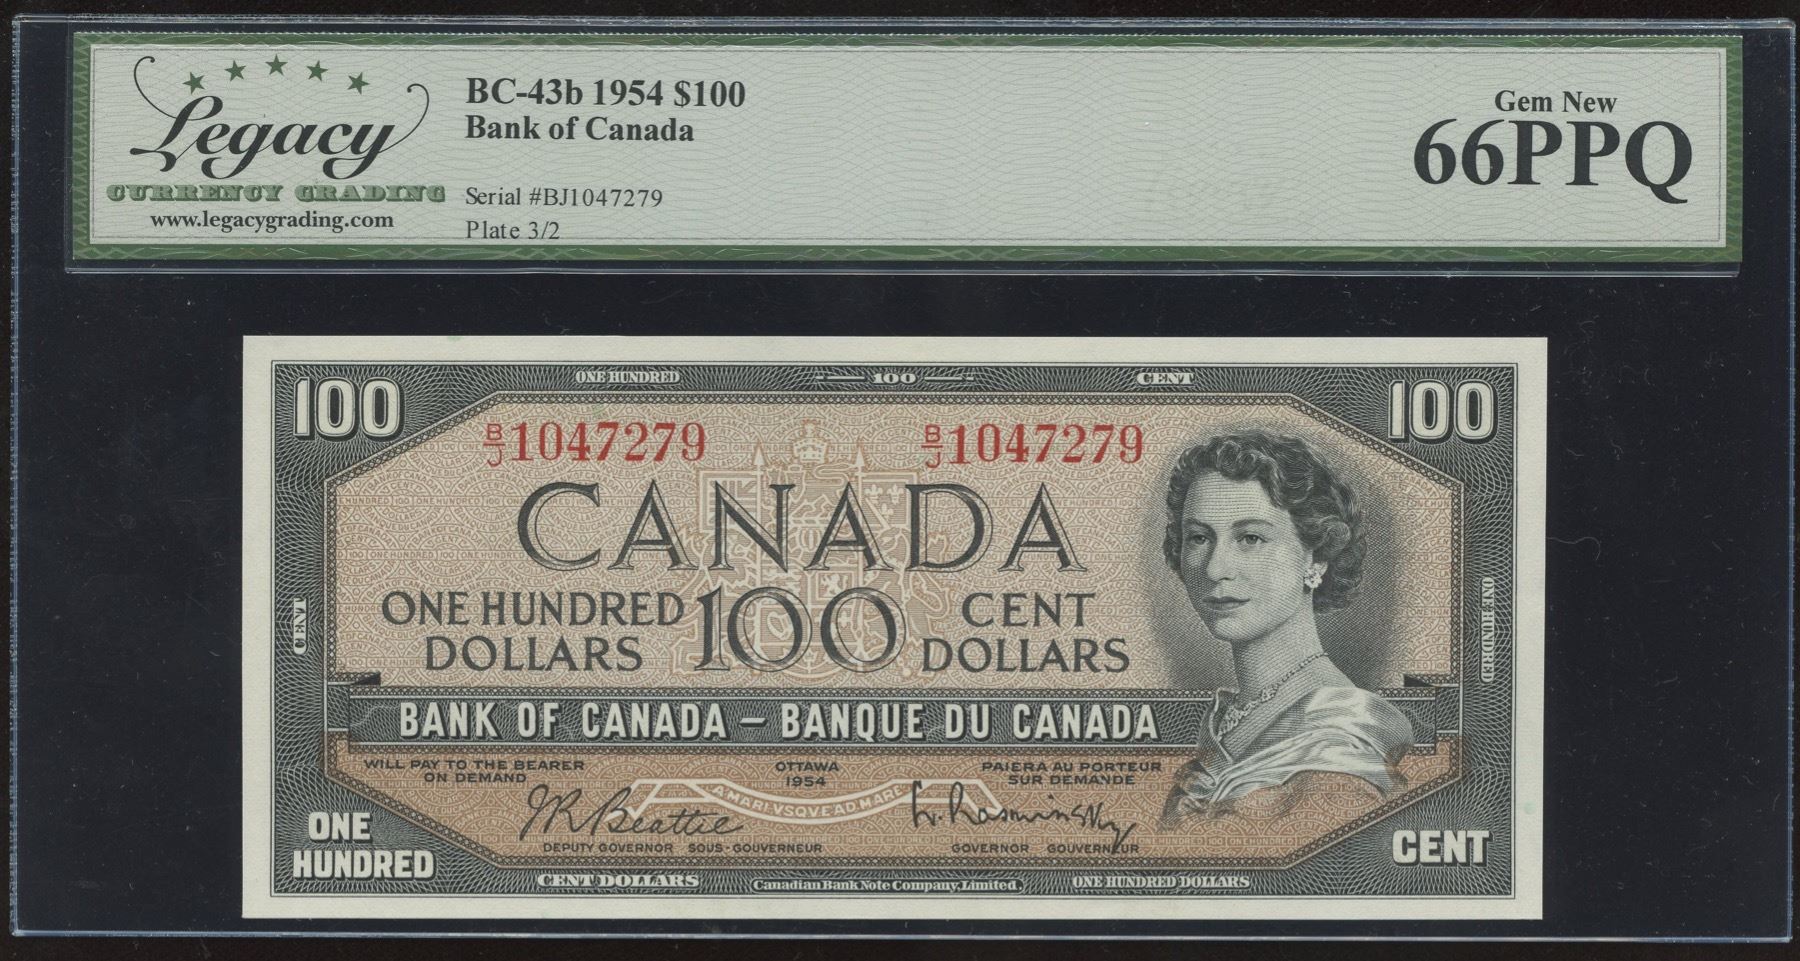 Legacy
CURRENCY GRADING
www.legacygrading.com
BC-43b 1954 $100
Bank of Canada
Serial #BJ1047279
Plate 3/2
Gem New
66PPQ
ONE HUNDRED 100 CENT
100 100
B/J 1047279 B/J 1047279
CANADA
ONE HUNDRED DOLLARS 100 CENT DOLLARS
CENT
ONE HUNDRED
BANK OF CANADA – BANQUE DU CANADA
WILL PAY TO THE BEARER
ON DEMAND
OTTAWA
1954
PAIERA AU PORTEUR
SUR DEMANDE
A MARI VSQVE AD MARE
J R Beattie
L. Rasminsky
DEPUTY GOVERNOR SOUS-GOUVERNEUR
GOVERNOR GOUVERNEUR
ONE
HUNDRED
CENT
CENT DOLLARS
Canadian Bank Note Company, Limited.
ONE HUNDRED DOLLARS